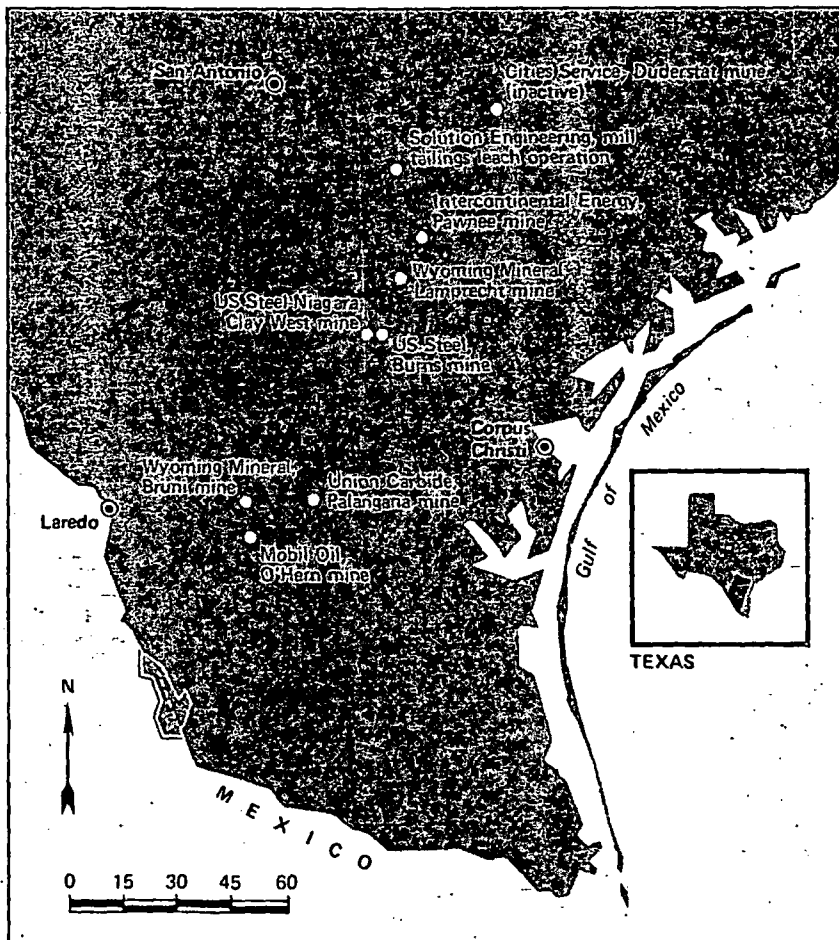 San Antonio
Cities Service, Duderstat mine
(inactive)
Solution Engineering, mill
tailings leach operation
Intercontinental Energy,
Pawnee mine
Wyoming Mineral,
Lamprecht mine
US Steel-Niagara,
Clay West mine
US Steel,
Burns mine
Corpus
Christi
Gulf of Mexico
Wyoming Mineral,
Bruni mine
Union Carbide,
Palangana mine
Laredo
Mobil Oil,
O'Hern mine
TEXAS
N
MEXICO
0 15 30 45 60